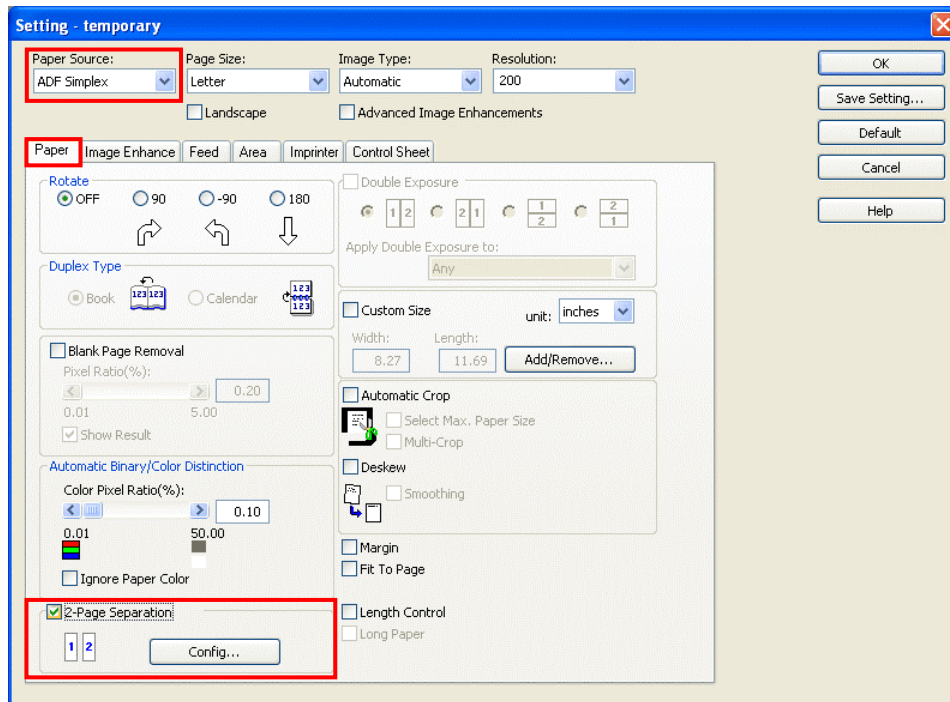 Setting - temporary
Paper Source: Page Size: Image Type: Resolution:
ADF Simplex Letter Automatic 200
Landscape Advanced Image Enhancements
OK
Save Setting...
Default
Cancel
Help
Paper Image Enhance Feed Area Imprinter Control Sheet
Rotate
OFF 90 -90 180
Duplex Type
Book 123 123 Calendar 123 123
Blank Page Removal
Pixel Ratio(%):
0.20
0.01 5.00
Show Result
Automatic Binary/Color Distinction
Color Pixel Ratio(%):
0.10
0.01 50.00
Ignore Paper Color
2-Page Separation
1 2 Config...
Double Exposure
1 2 2 1 1 2 2 1
Apply Double Exposure to:
Any
Custom Size unit: inches
Width: Length:
8.27 11.69 Add/Remove...
Automatic Crop
Select Max. Paper Size
Multi-Crop
Deskew
Smoothing
Margin
Fit To Page
Length Control
Long Paper